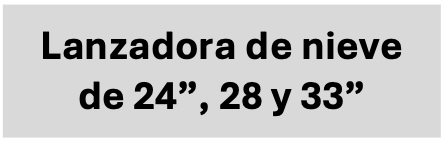 Lanzadora de nieve
de 24”, 28 y 33”